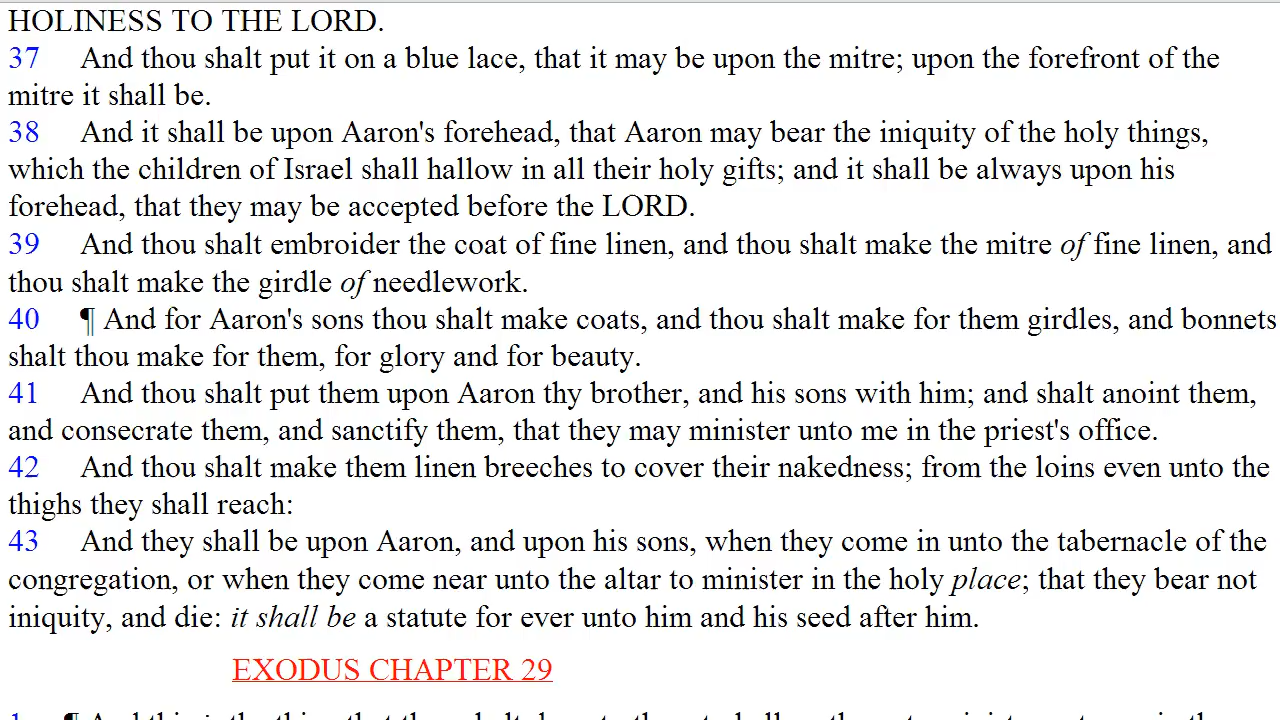 HOLINESS TO THE LORD.
37 And thou shalt put it on a blue lace, that it may be upon the mitre; upon the forefront of the
mitre it shall be.
38 And it shall be upon Aaron's forehead, that Aaron may bear the iniquity of the holy things,
which the children of Israel shall hallow in all their holy gifts; and it shall be always upon his
forehead, that they may be accepted before the LORD.
39 And thou shalt embroider the coat of fine linen, and thou shalt make the mitre of fine linen, and
thou shalt make the girdle of needlework.
40 ¶ And for Aaron's sons thou shalt make coats, and thou shalt make for them girdles, and bonnets
shalt thou make for them, for glory and for beauty.
41 And thou shalt put them upon Aaron thy brother, and his sons with him; and shalt anoint them,
and consecrate them, and sanctify them, that they may minister unto me in the priest's office.
42 And thou shalt make them linen breeches to cover their nakedness; from the loins even unto the
thighs they shall reach:
43 And they shall be upon Aaron, and upon his sons, when they come in unto the tabernacle of the
congregation, or when they come near unto the altar to minister in the holy place; that they bear not
iniquity, and die: it shall be a statute for ever unto him and his seed after him.
EXODUS CHAPTER 29